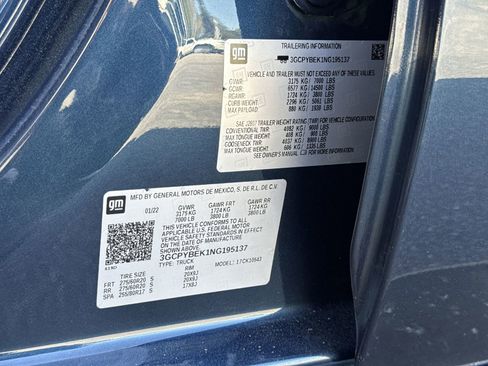 gm
TRAILERING INFORMATION
3GCPYBEK1NG195137
VEHICLE AND TRAILER MUST NOT EXCEED ANY OF THESE
GVWR: 3175 KG/ 7000 LBS
GCWR: 6577 KG/14500 LBS
RGAWR: 1724 KG/ 3800 LBS
CURB WEIGHT: 2296 KG/ 5061 LBS
MAX PAYLOAD: 880 KG/ 1939 LBS
SAE J2807 TRAILER WEIGHT RATING (TWR) FOR VEHICLE CONFIGURATION
CONVENTIONAL TWR: 4082 KG/ 9000 LBS
MAX TONGUE WEIGHT: 408 KG/ 900 LBS
GOOSENECK TWR: 4037 KG/ 8900 LBS
MAX TONGUE WEIGHT: 606 KG/ 1335 LBS
SEE OWNER'S MANUAL FOR MORE INFORMATION
gm
MFD BY GENERAL MOTORS DE MEXICO, S. DE R.L. DE C.V.
01/22 GVWR GAWR FRT GAWR RR
3175 KG 1724 KG 1724 KG
7000 LB 3800 LB 3800 LB
THIS VEHICLE CONFORMS TO ALL
APPLICABLE U.S. FEDERAL MOTOR
VEHICLE SAFETY STANDARDS IN
EFFECT ON THE DATE OF
MANUFACTURE SHOWN ABOVE.
3GCPYBEK1NG195137
TYPE: TRUCK MODEL: 1TCK10543
TIRE SIZE RIM
FRT 275/60R20 S 20X9J
RR 275/60R20 S 20X9J
SPA 255/80R17 S 17X8J